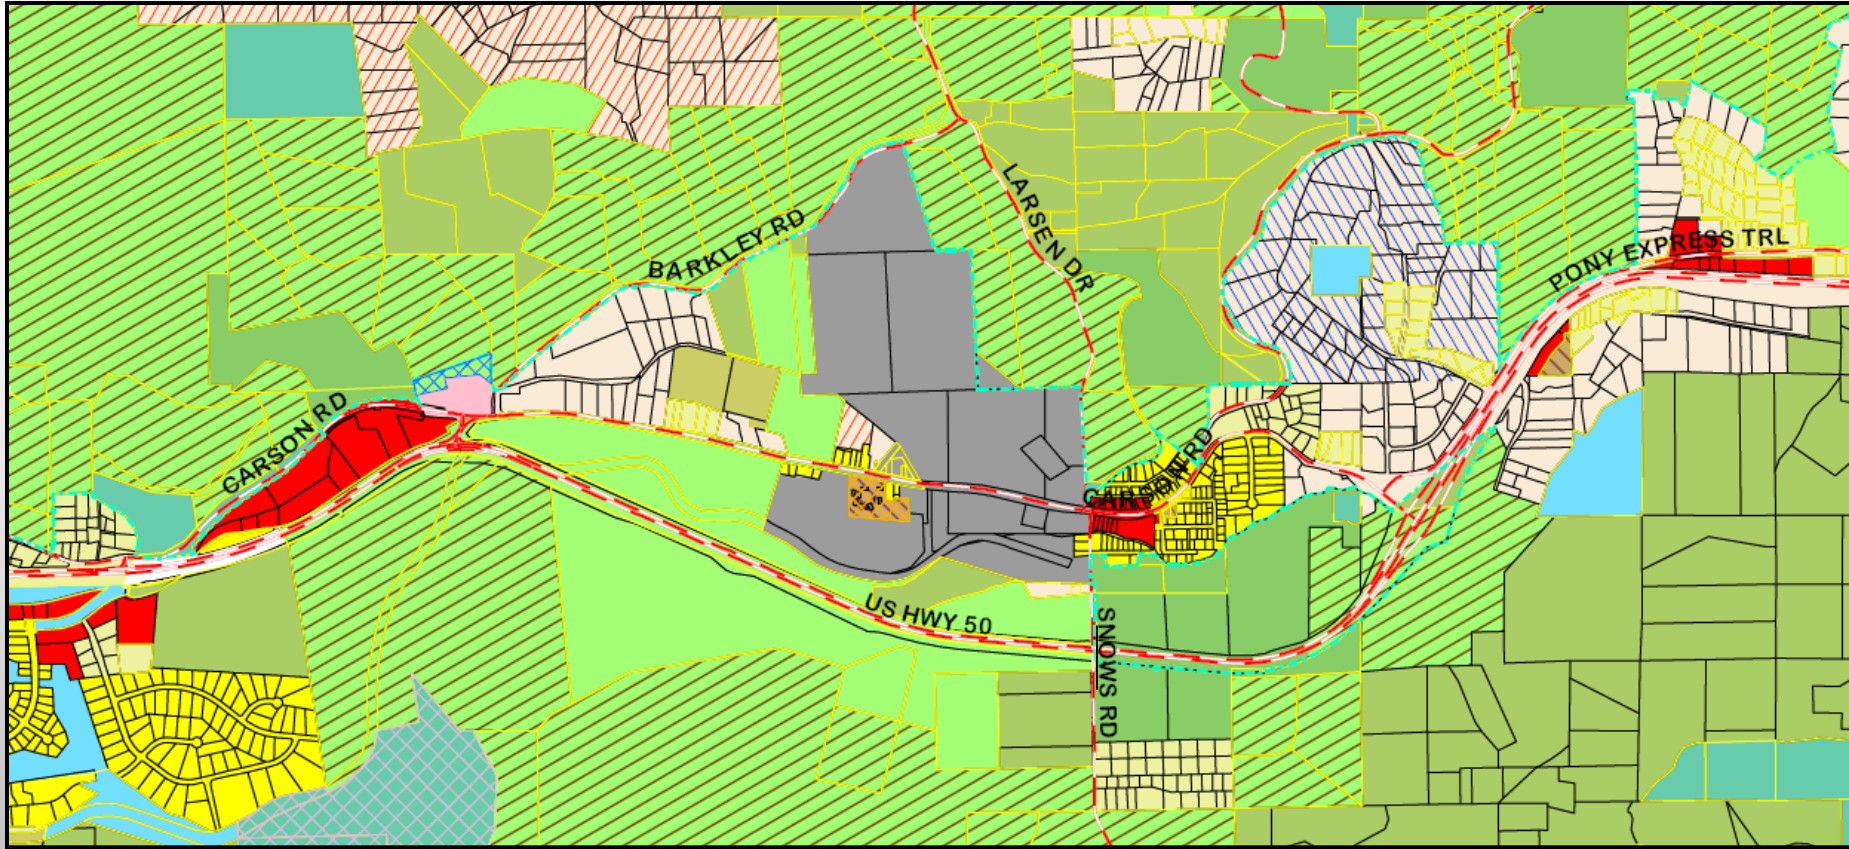 LARSEN DR
BARKLEY RD
PONY EXPRESS TRL
CARSON RD
CARSON RD
US HWY 50
SNOWS RD